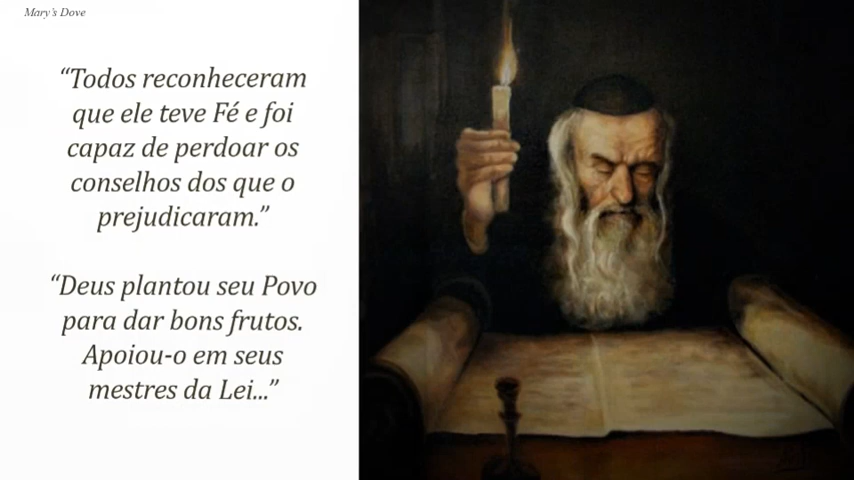 Mary's Dove
“Todos reconheceram
que ele teve Fé e foi
capaz de perdoar os
conselhos dos que o
prejudicaram.”
“Deus plantou seu Povo
para dar bons frutos.
Apoiou-o em seus
mestres da Lei...”